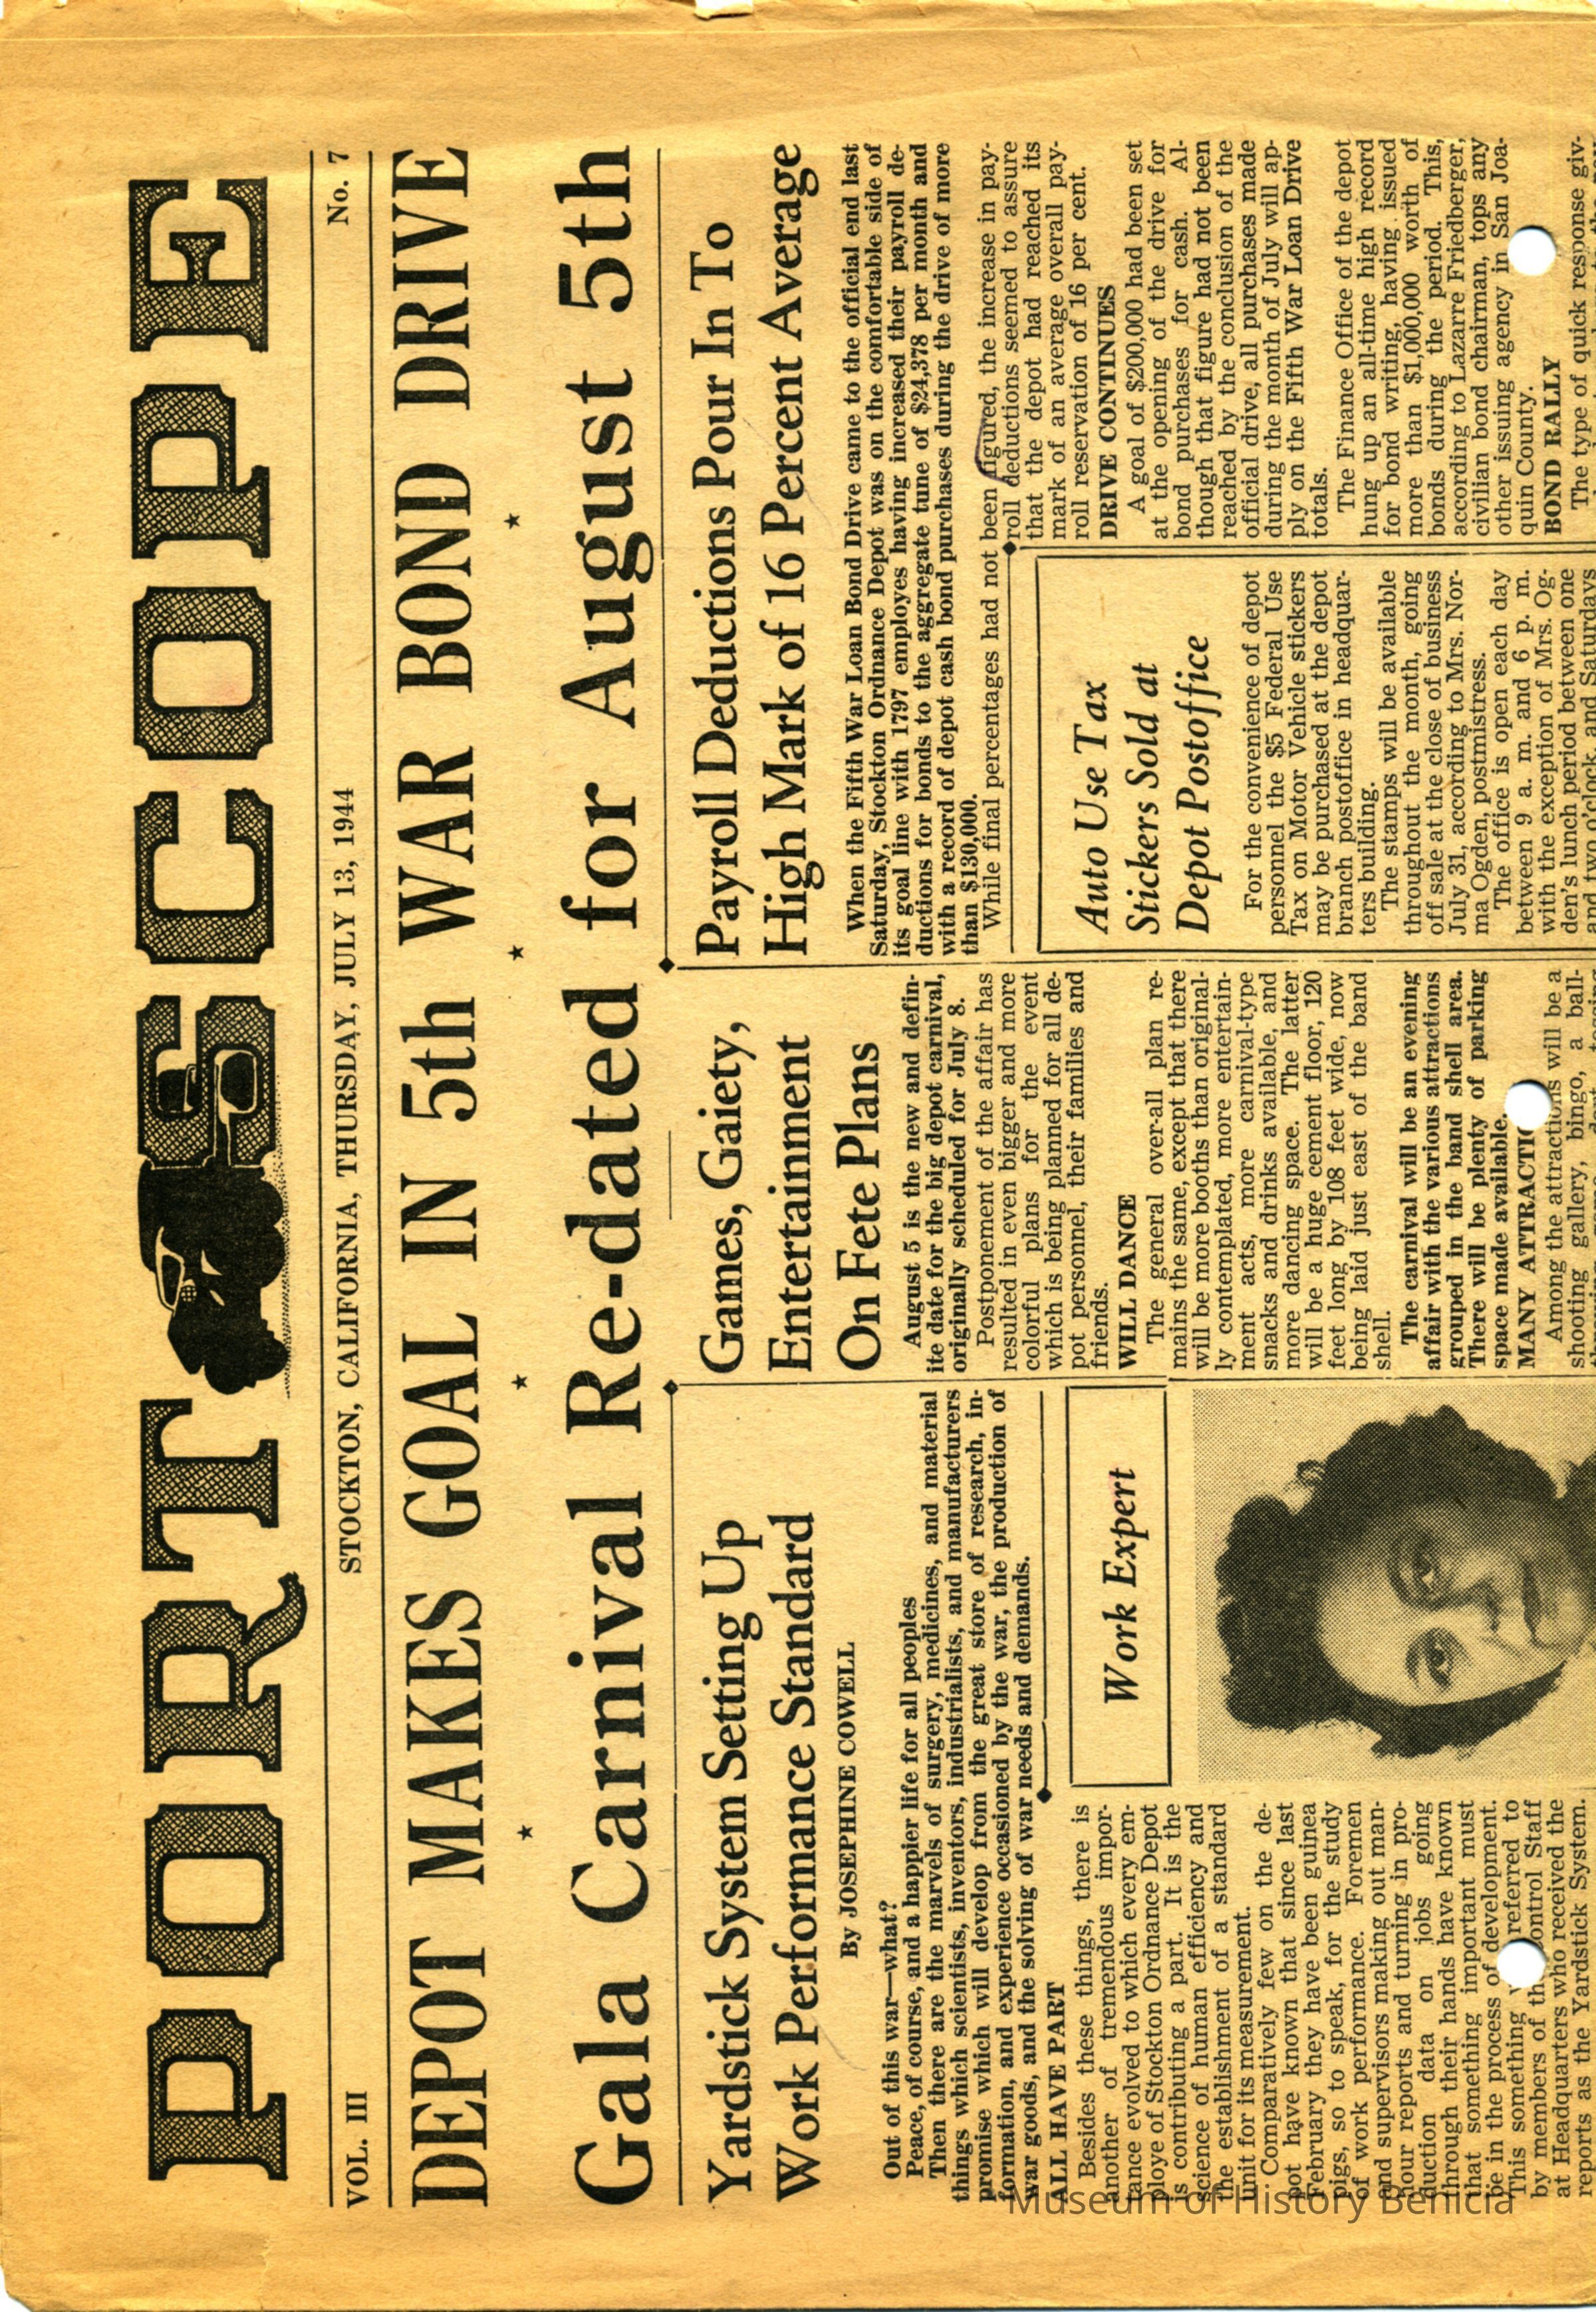 PORT SCOPE
VOL. III STOCKTON, CALIFORNIA, THURSDAY, JULY 13, 1944 No. 7
DEPOT MAKES GOAL IN 5th WAR BOND DRIVE
Gala Carnival Re-dated for August 5th
Yardstick System Setting Up
Work Performance Standard
By JOSEPHINE COWELL
Out of this war—what?
Peace, of course, and a happier life for all peoples
Then there are the marvels of surgery, medicines, and material
things which scientists, inventors, industrialists, and manufacturers
promise which will develop from the great store of research, in-
formation, and experience occasioned by the war, the production of
war goods, and the solving of war needs and demands.
ALL HAVE PART
Besides these things, there is
another of tremendous impor-
tance evolved to which every em-
ploye of Stockton Ordnance Depot
is contributing a part. It is the
science of human efficiency and
the establishment of a standard
unit for its measurement.
Comparatively few on the de-
pot have known that since last
February they have been guinea
pigs, so to speak, for the study
of work performance. Foremen
and supervisors making out man-
hour reports and turning in pro-
duction data on jobs going
through their hands have known
that something important must
be in the process of development.
This something referred to
by members of the Control Staff
at Headquarters who received the
reports as the Yardstick System.
Work Expert
Games, Gaiety,
Entertainment
On Fete Plans
August 5 is the new and defin-
ite date for the big depot carnival,
originally scheduled for July 8.
Postponement of the affair has
resulted in even bigger and more
colorful plans for the event
which is being planned for all de-
pot personnel, their families and
friends.
WILL DANCE
The general over-all plan re-
mains the same, except that there
will be more booths than original-
ly contemplated, more entertain-
ment acts, more carnival-type
snacks and drinks available, and
more dancing space. The latter
will be a huge cement floor, 120
feet long by 108 feet wide, now
being laid just east of the band
shell.
The carnival will be an evening
affair with the various attractions
grouped in the band shell area.
There will be plenty of parking
space made available.
MANY ATTRACTIO
Among the attractions will be a
shooting gallery, bingo, a ball-
Payroll Deductions Pour In To
High Mark of 16 Percent Average
When the Fifth War Loan Bond Drive came to the official end last
Saturday, Stockton Ordnance Depot was on the comfortable side of
its goal line with 1797 employes having increased their payroll de-
ductions for bonds to the aggregate tune of $24,378 per month and
with a record of depot cash bond purchases during the drive of more
than $130,000.
While final percentages had not been figured, the increase in pay-
roll deductions seemed to assure
that the depot had reached its
mark of an average overall pay-
roll reservation of 16 per cent.
DRIVE CONTINUES
A goal of $200,000 had been set
at the opening of the drive for
bond purchases for cash. Al-
though that figure had not been
reached by the conclusion of the
official drive, all purchases made
during the month of July will ap-
ply on the Fifth War Loan Drive
totals.
The Finance Office of the depot
hung up an all-time high record
for bond writing, having issued
more than $1,000,000 worth of
bonds during the period. This,
according to Lazarre Friedberger,
civilian bond chairman, tops any
other issuing agency in San Joa-
quin County.
BOND RALLY
The type of quick response giv-
Auto Use Tax
Stickers Sold at
Depot Postoffice
For the convenience of depot
personnel the $5 Federal Use
Tax on Motor Vehicle stickers
may be purchased at the depot
branch postoffice in headquar-
ters building.
The stamps will be available
throughout the month, going
off sale at the close of business
July 31, according to Mrs. Nor-
ma Ogden, postmistress.
The office is open each day
between 9 a. m. and 6 p. m.
with the exception of Mrs. Og-
den's lunch period between one
and two o'clock, and Saturdays
Museum of History Benicia